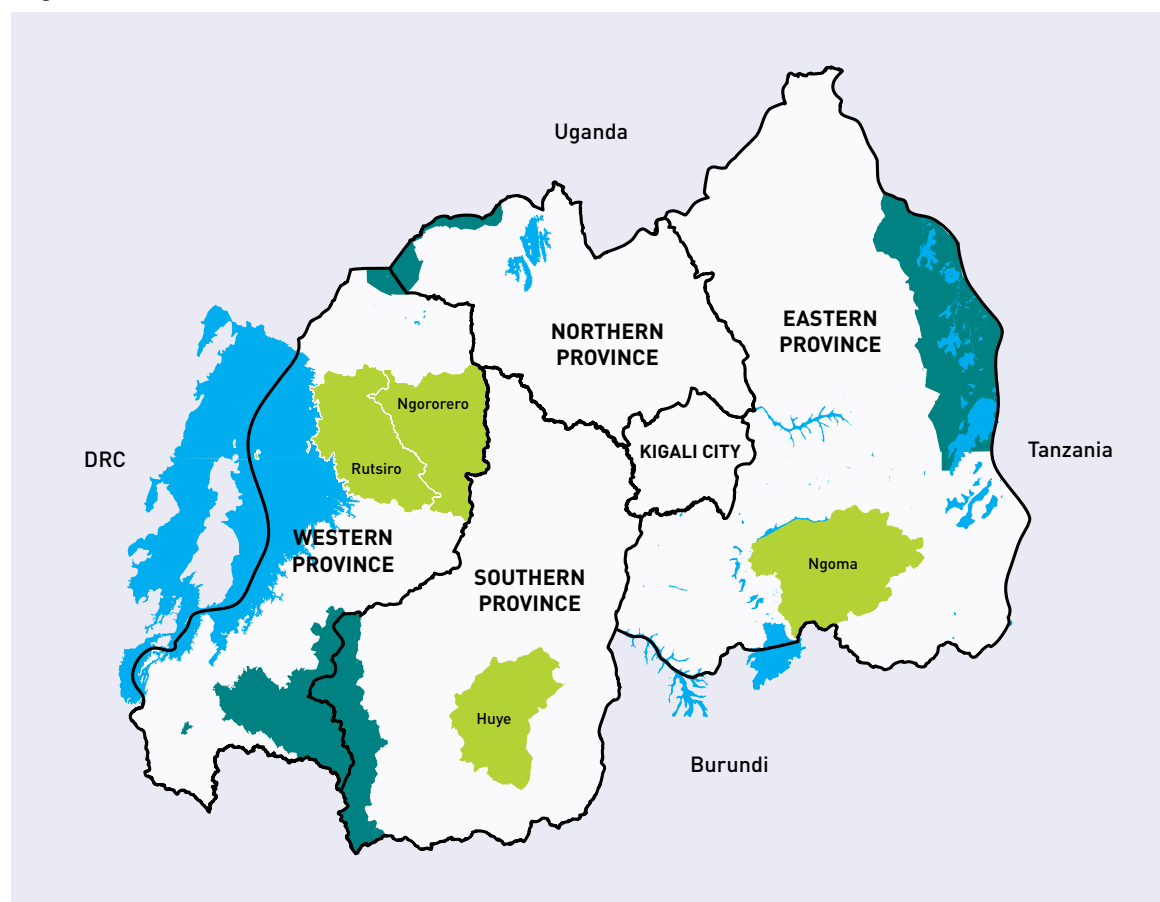 Uganda
NORTHERN
PROVINCE
EASTERN
PROVINCE
Ngororero
Rutsiro
KIGALI CITY
DRC
Tanzania
WESTERN
PROVINCE
SOUTHERN
PROVINCE
Ngoma
Huye
Burundi